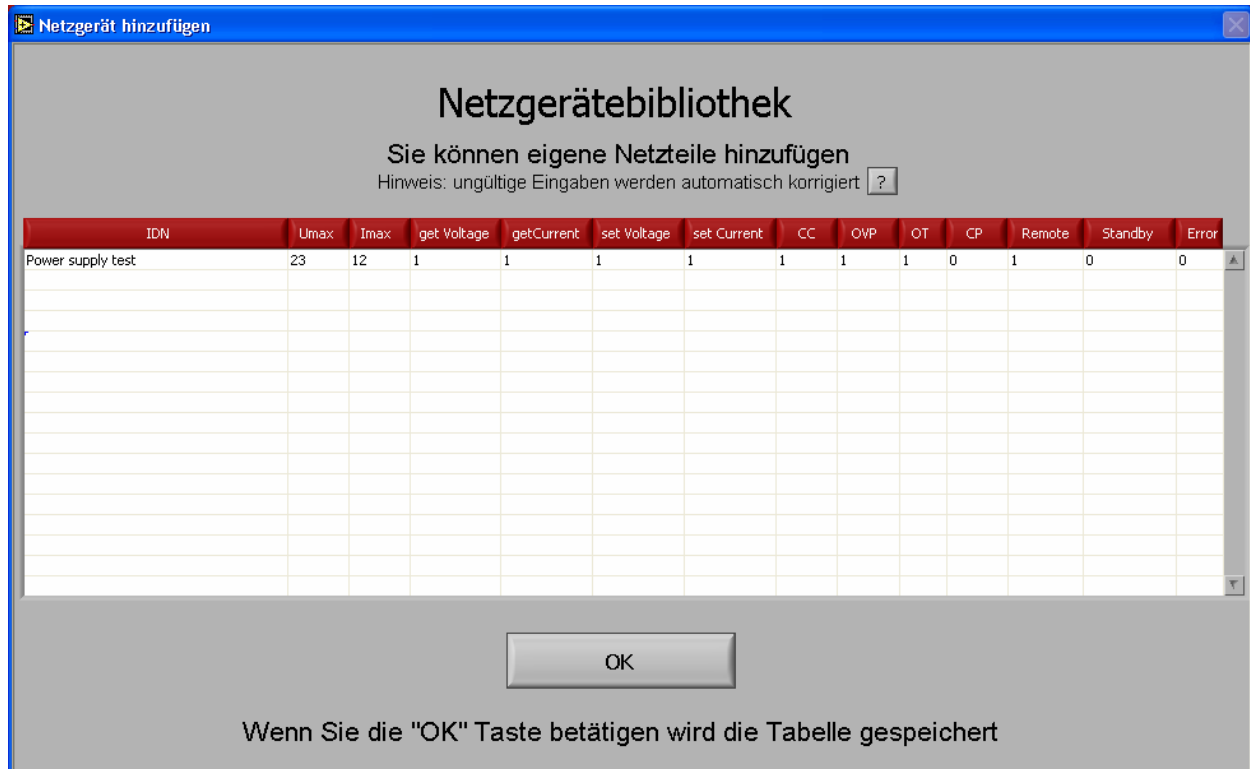 Netzgerät hinzufügen
Netzgerätebibliothek
Sie können eigene Netzteile hinzufügen
Hinweis: ungültige Eingaben werden automatisch korrigiert ?
IDN Umax Imax get Voltage getCurrent set Voltage set Current CC OVP OT CP Remote Standby Error
Power supply test 23 12 1 1 1 1 1 1 1 0 1 0 0
OK
Wenn Sie die "OK" Taste betätigen wird die Tabelle gespeichert